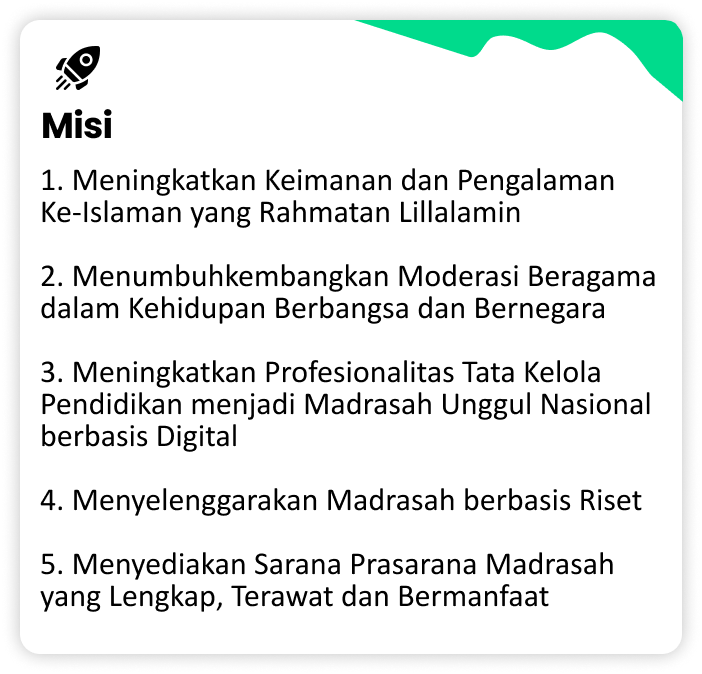 Misi
1. Meningkatkan Keimanan dan Pengalaman
Ke-Islaman yang Rahmatan Lillalamin
2. Menumbuhkembangkan Moderasi Beragama
dalam Kehidupan Berbangsa dan Bernegara
3. Meningkatkan Profesionalitas Tata Kelola
Pendidikan menjadi Madrasah Unggul Nasional
berbasis Digital
4. Menyelenggarakan Madrasah berbasis Riset
5. Menyediakan Sarana Prasarana Madrasah
yang Lengkap, Terawat dan Bermanfaat